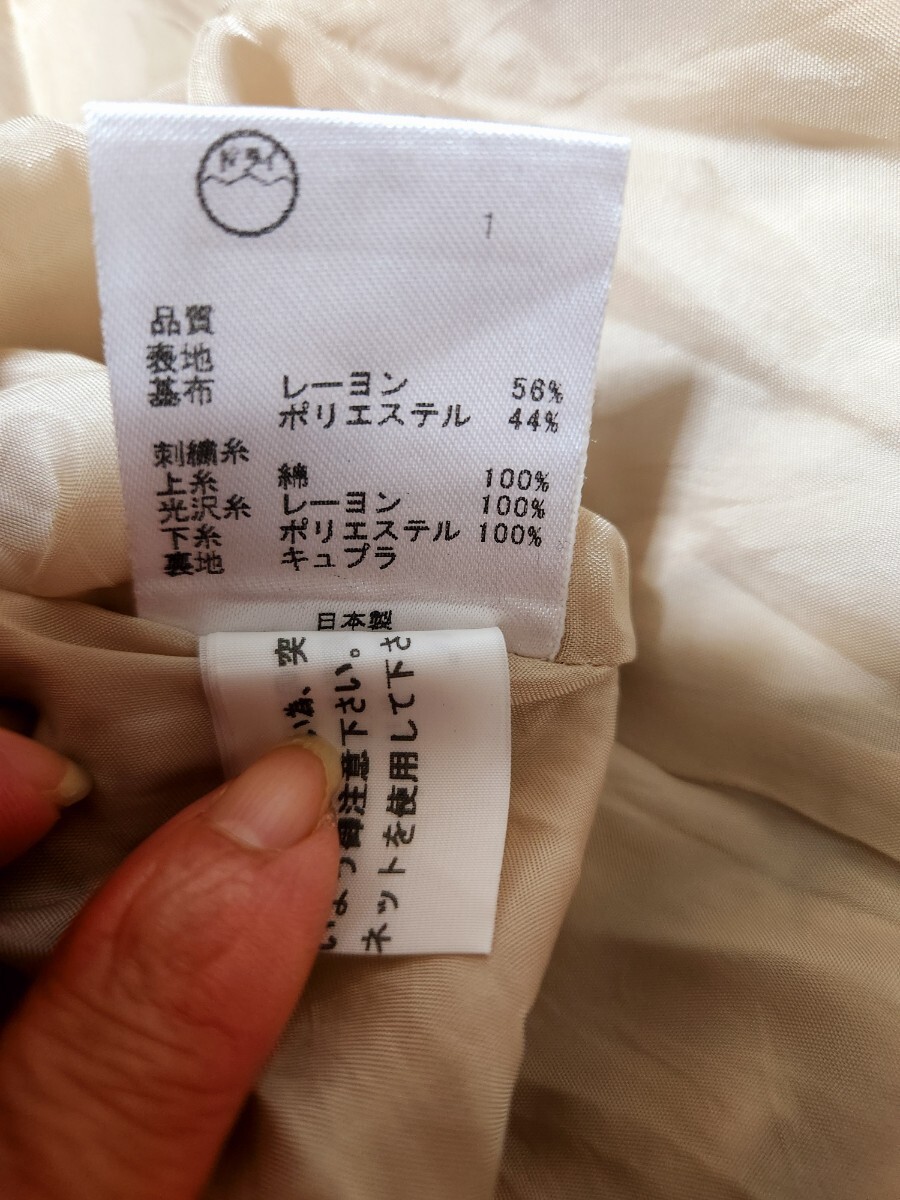 ドライ
1
品質
表地
基布 レーヨン 56%
ポリエステル 44%
刺繍糸
上糸 綿 100%
光沢糸 レーヨン 100%
下糸 ポリエステル 100%
裏地 キュプラ
日本製
い為、突
注意下さい。
ネットを使用して下さ